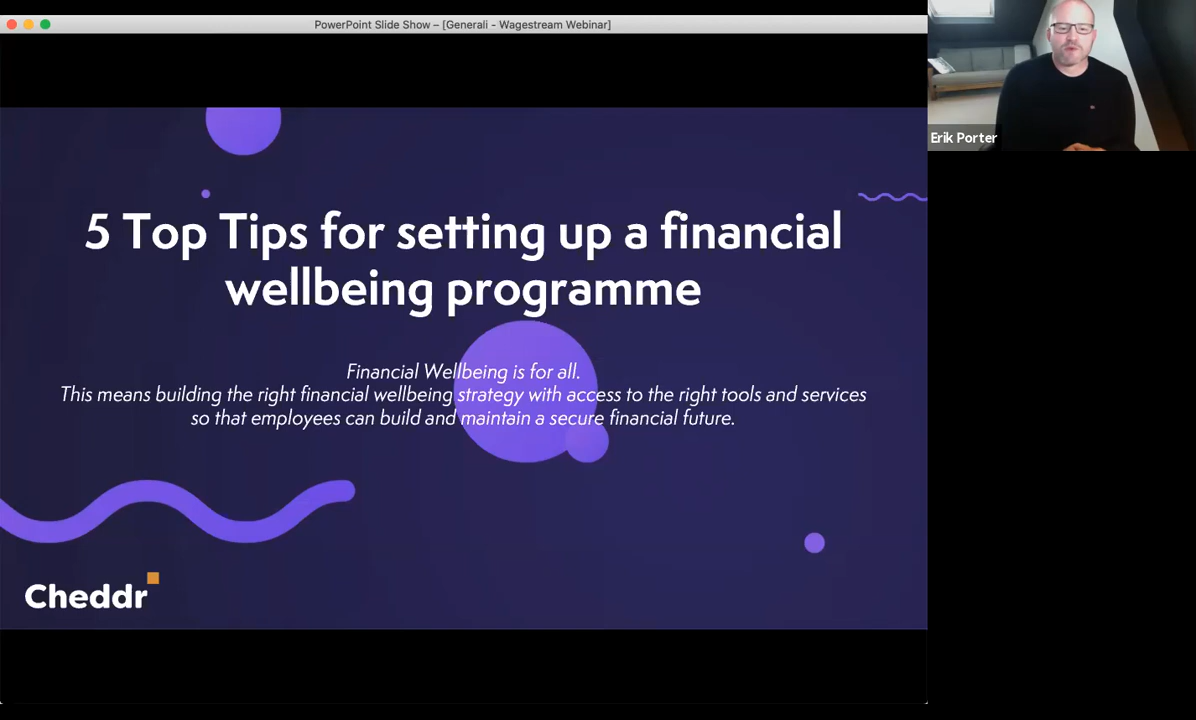 PowerPoint Slide Show – [Generali - Wagestream Webinar]
Erik Porter
5 Top Tips for setting up a financial
wellbeing programme
Financial Wellbeing is for all.
This means building the right financial wellbeing strategy with access to the right tools and services
so that employees can build and maintain a secure financial future.
Cheddr